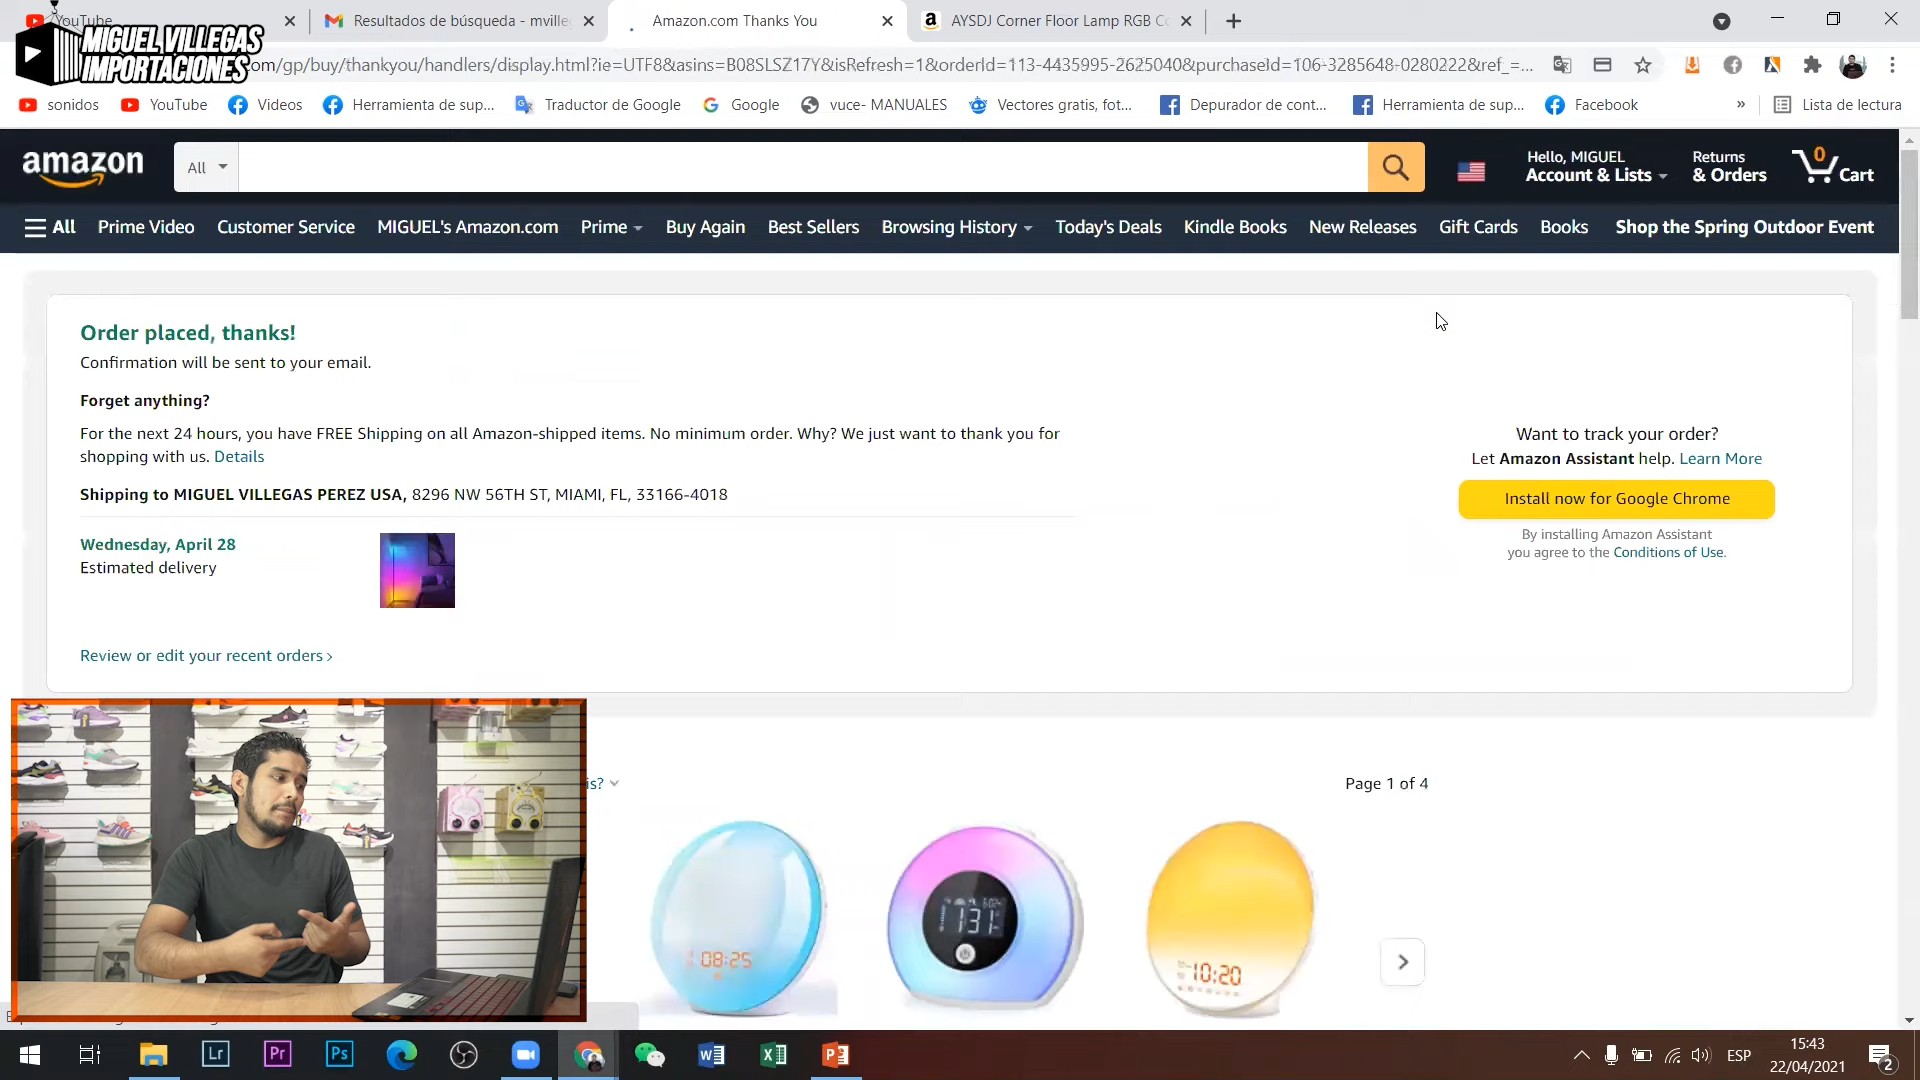 YouTube
Resultados de búsqueda - mville
Amazon.com Thanks You
AYSDJ Corner Floor Lamp RGB Co
MIGUEL VILLEGAS
IMPORTACIONES
om/gp/buy/thankyou/handlers/display.html?ie=UTF8&asins=B08SLSZ17Y&isRefresh=1&orderId=113-4435995-2625040&purchaseId=106-3285648-0280222&ref_=...
sonidos
YouTube
Videos
Herramienta de sup...
Traductor de Google
Google
vuce- MANUALES
Vectores gratis, fot...
Depurador de cont...
Herramienta de sup...
Facebook
»
Lista de lectura
amazon
All
Hello, MIGUEL
Account & Lists
Returns
& Orders
0
Cart
All
Prime Video
Customer Service
MIGUEL's Amazon.com
Prime
Buy Again
Best Sellers
Browsing History
Today's Deals
Kindle Books
New Releases
Gift Cards
Books
Shop the Spring Outdoor Event
Order placed, thanks!
Confirmation will be sent to your email.
Forget anything?
For the next 24 hours, you have FREE Shipping on all Amazon-shipped items. No minimum order. Why? We just want to thank you for
shopping with us. Details
Shipping to MIGUEL VILLEGAS PEREZ USA, 8296 NW 56TH ST, MIAMI, FL, 33166-4018
Wednesday, April 28
Estimated delivery
Review or edit your recent orders ›
Want to track your order?
Let Amazon Assistant help. Learn More
Install now for Google Chrome
By installing Amazon Assistant
you agree to the Conditions of Use.
is?
Page 1 of 4
08:25
1:31
10:20
Lr
Pr
Ps
ESP
15:43
22/04/2021
2